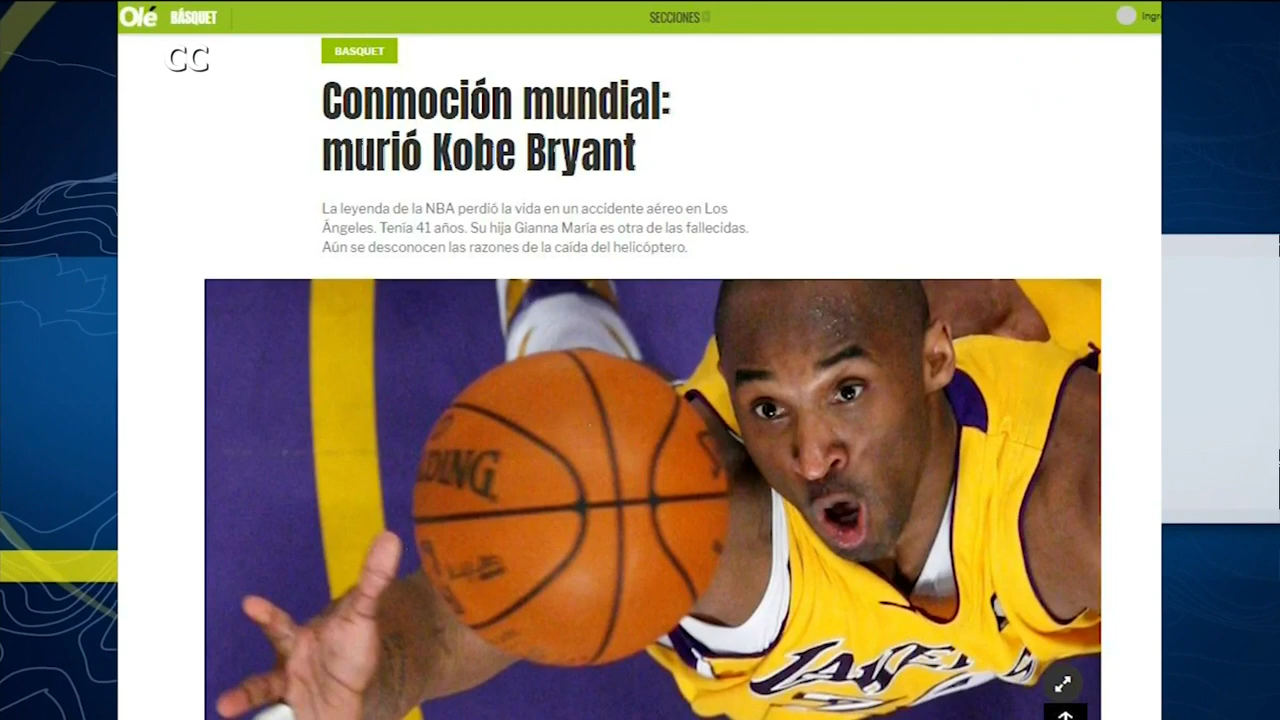 Olé BÁSQUET
SECCIONES
Ingr
CC
BASQUET
Conmoción mundial:
murió Kobe Bryant
La leyenda de la NBA perdió la vida en un accidente aéreo en Los
Ángeles. Tenía 41 años. Su hija Gianna María es otra de las fallecidas.
Aún se desconocen las razones de la caída del helicóptero.
LAKERS